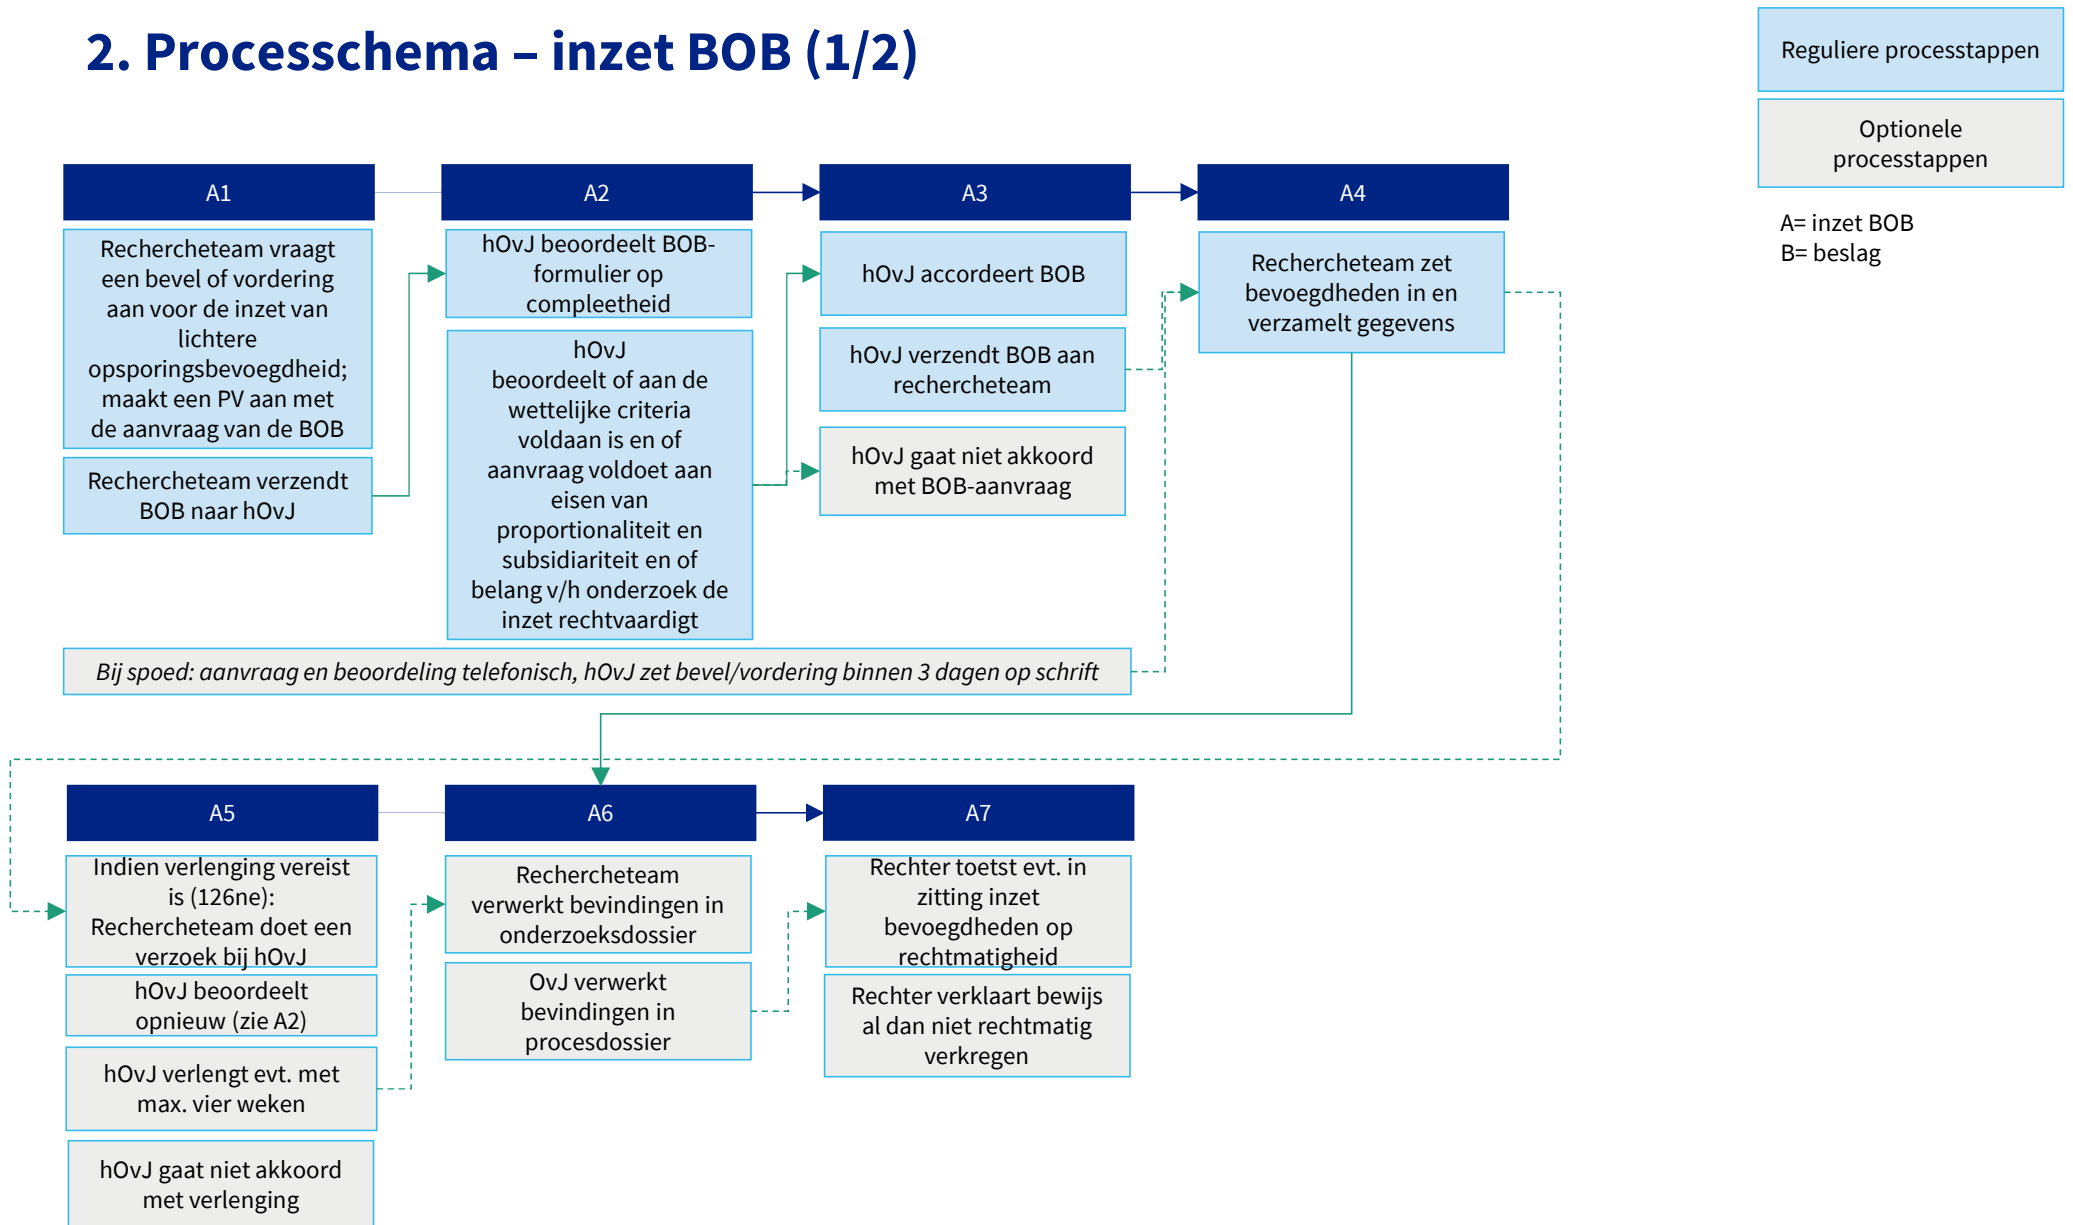 2. Processchema – inzet BOB (1/2)
Reguliere processtappen
Optionele
processtappen
A= inzet BOB
B= beslag
A1
Rechercheteam vraagt
een bevel of vordering
aan voor de inzet van
lichtere
opsporingsbevoegdheid;
maakt een PV aan met
de aanvraag van de BOB
Rechercheteam verzendt
BOB naar hOvJ
A2
hOvJ beoordeelt BOB-
formulier op
compleetheid
hOvJ
beoordeelt of aan de
wettelijke criteria
voldaan is en of
aanvraag voldoet aan
eisen van
proportionaliteit en
subsidiariteit en of
belang v/h onderzoek de
inzet rechtvaardigt
A3
hOvJ accordeert BOB
hOvJ verzendt BOB aan
rechercheteam
hOvJ gaat niet akkoord
met BOB-aanvraag
A4
Rechercheteam zet
bevoegdheden in en
verzamelt gegevens
Bij spoed: aanvraag en beoordeling telefonisch, hOvJ zet bevel/vordering binnen 3 dagen op schrift
A5
Indien verlenging vereist
is (126ne):
Rechercheteam doet een
verzoek bij hOvJ
hOvJ beoordeelt
opnieuw (zie A2)
hOvJ verlengt evt. met
max. vier weken
hOvJ gaat niet akkoord
met verlenging
A6
Rechercheteam
verwerkt bevindingen in
onderzoeksdossier
OvJ verwerkt
bevindingen in
procesdossier
A7
Rechter toetst evt. in
zitting inzet
bevoegdheden op
rechtmatigheid
Rechter verklaart bewijs
al dan niet rechtmatig
verkregen